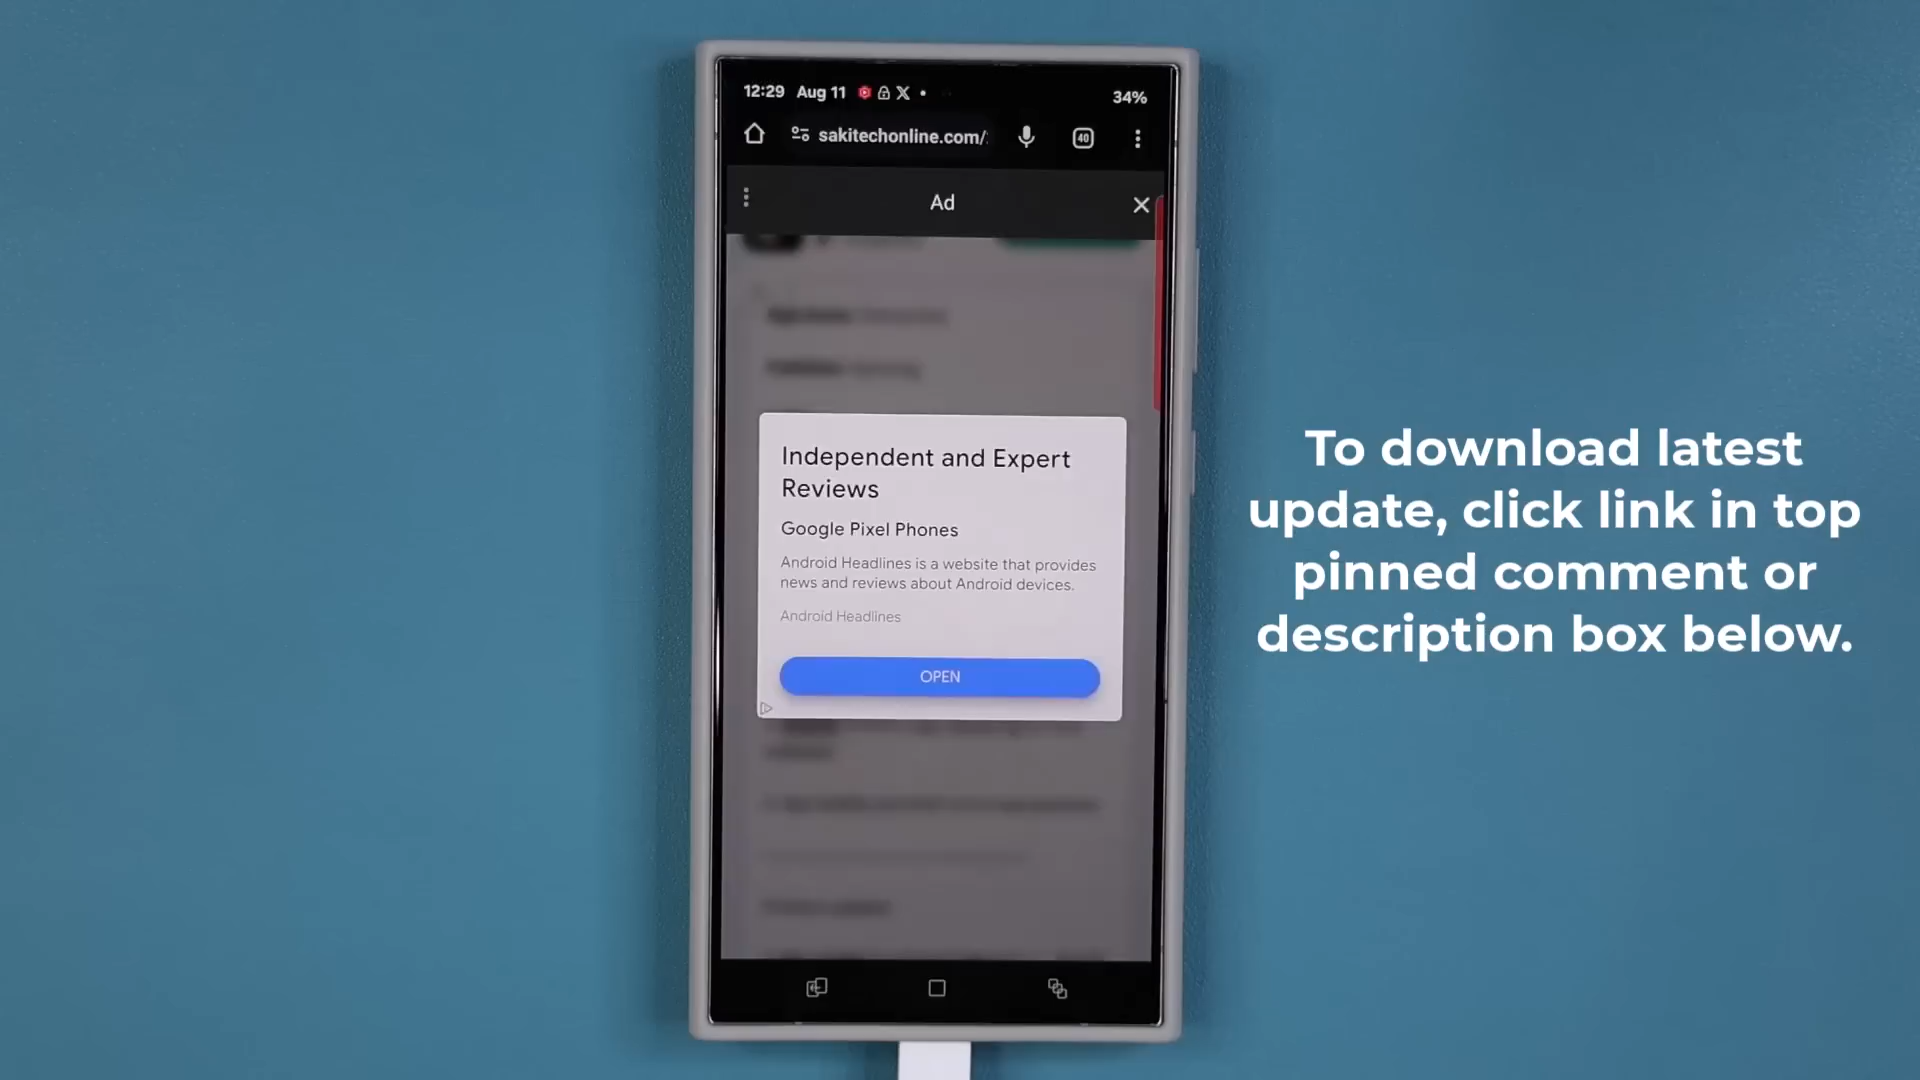 12:29 Aug 11
34%
sakitechonline.com/
40
Ad
Independent and Expert
Reviews
Google Pixel Phones
Android Headlines is a website that provides
news and reviews about Android devices.
Android Headlines
OPEN
To download latest
update, click link in top
pinned comment or
description box below.